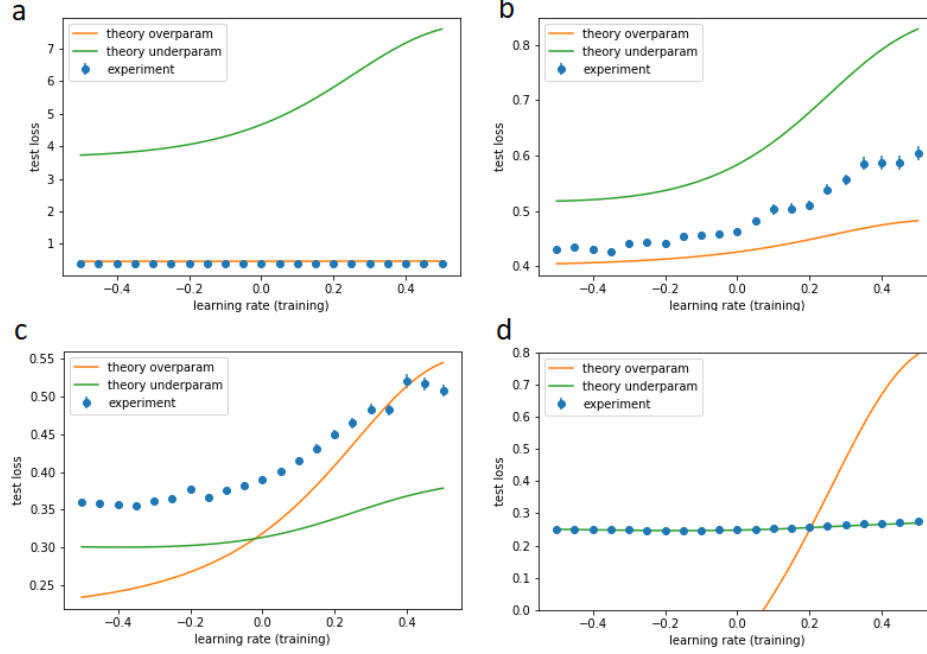 a
theory overparam
theory underparam
experiment
7
6
5
4
3
2
1
test loss
−0.4 −0.2 0.0 0.2 0.4
learning rate (training)
b
theory overparam
theory underparam
experiment
0.8
0.7
0.6
0.5
0.4
test loss
−0.4 −0.2 0.0 0.2 0.4
learning rate (training)
c
theory overparam
theory underparam
experiment
0.55
0.50
0.45
0.40
0.35
0.30
0.25
test loss
−0.4 −0.2 0.0 0.2 0.4
learning rate (training)
d
theory overparam
theory underparam
experiment
0.8
0.7
0.6
0.5
0.4
0.3
0.2
0.1
0.0
test loss
−0.4 −0.2 0.0 0.2 0.4
learning rate (training)